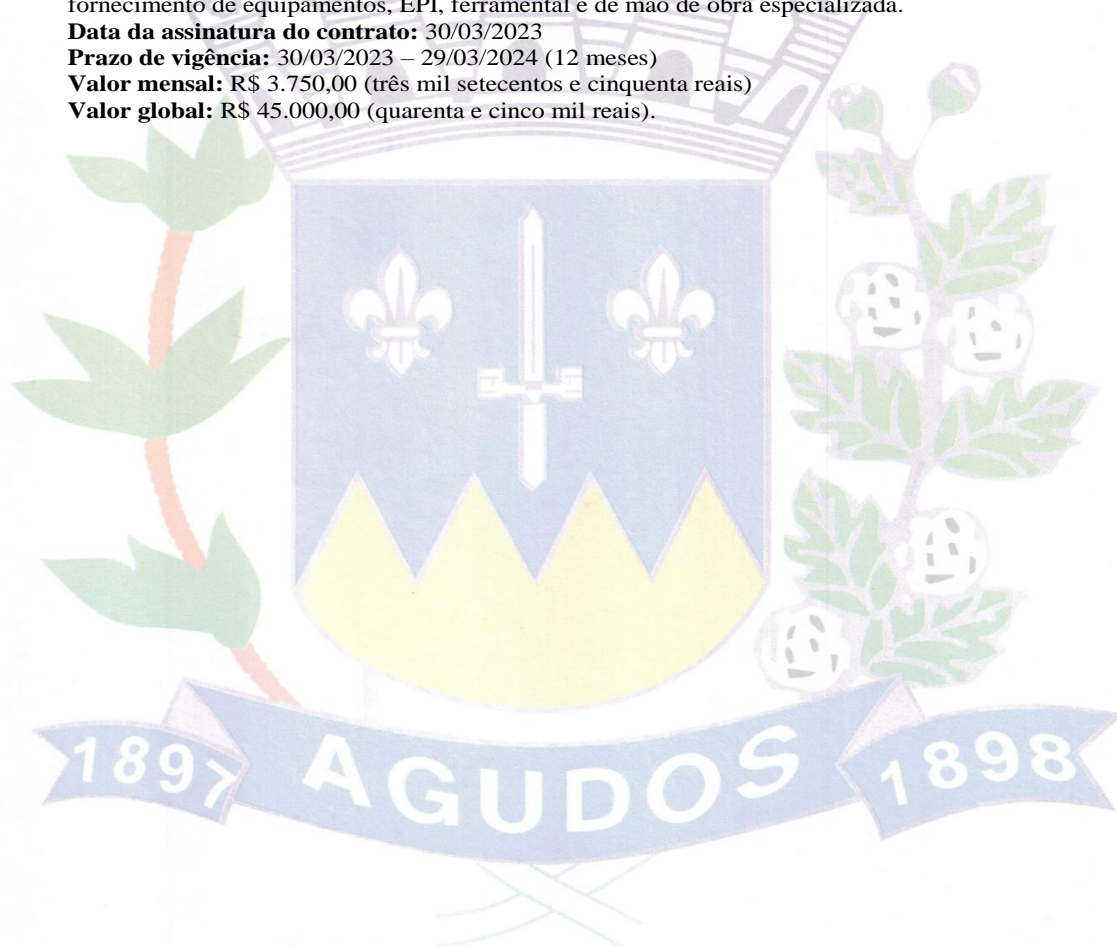 fornecimento de equipamentos, EPI, ferramental e de mão de obra especializada.
Data da assinatura do contrato: 30/03/2023
Prazo de vigência: 30/03/2023 – 29/03/2024 (12 meses)
Valor mensal: R$ 3.750,00 (três mil setecentos e cinquenta reais)
Valor global: R$ 45.000,00 (quarenta e cinco mil reais).
1897 AGUDOS 1898